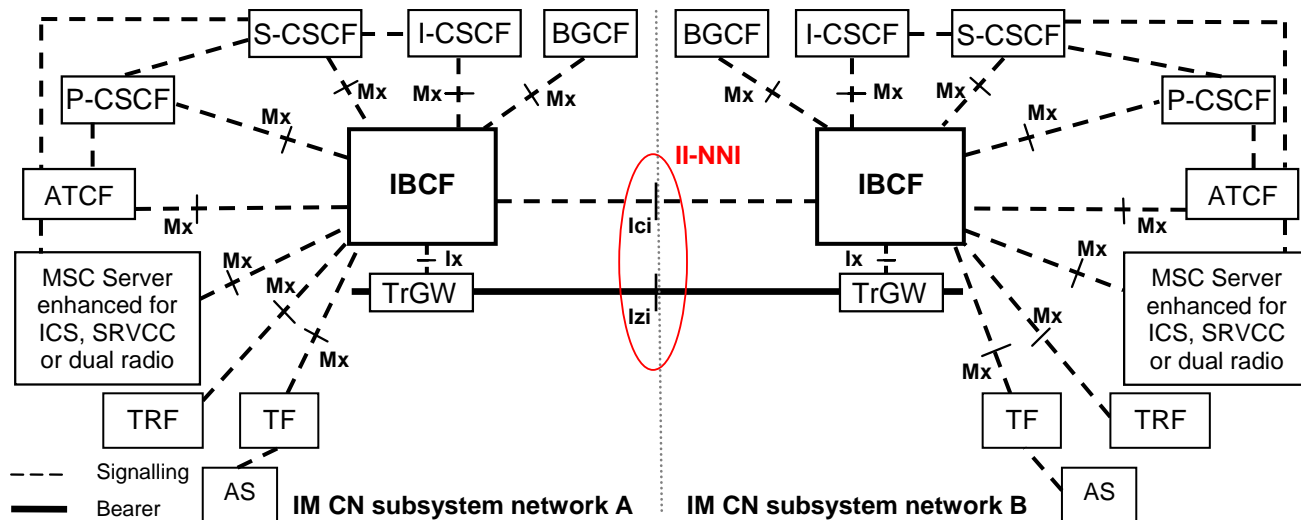 S-CSCF
I-CSCF
BGCF
BGCF
I-CSCF
S-CSCF
P-CSCF
Mx
Mx
Mx
Mx
Mx
Mx
P-CSCF
Mx
Mx
II-NNI
IBCF
IBCF
ATCF
ATCF
Mx
Ici
Mx
MSC Server
enhanced for
ICS, SRVCC
or dual radio
Mx
Ix
Ix
Mx
MSC Server
enhanced for
ICS, SRVCC
or dual radio
Mx
TrGW
TrGW
Izi
Mx
Mx
Mx
TRF
TF
TF
TRF
Signalling
AS
AS
Bearer
IM CN subsystem network A
IM CN subsystem network B